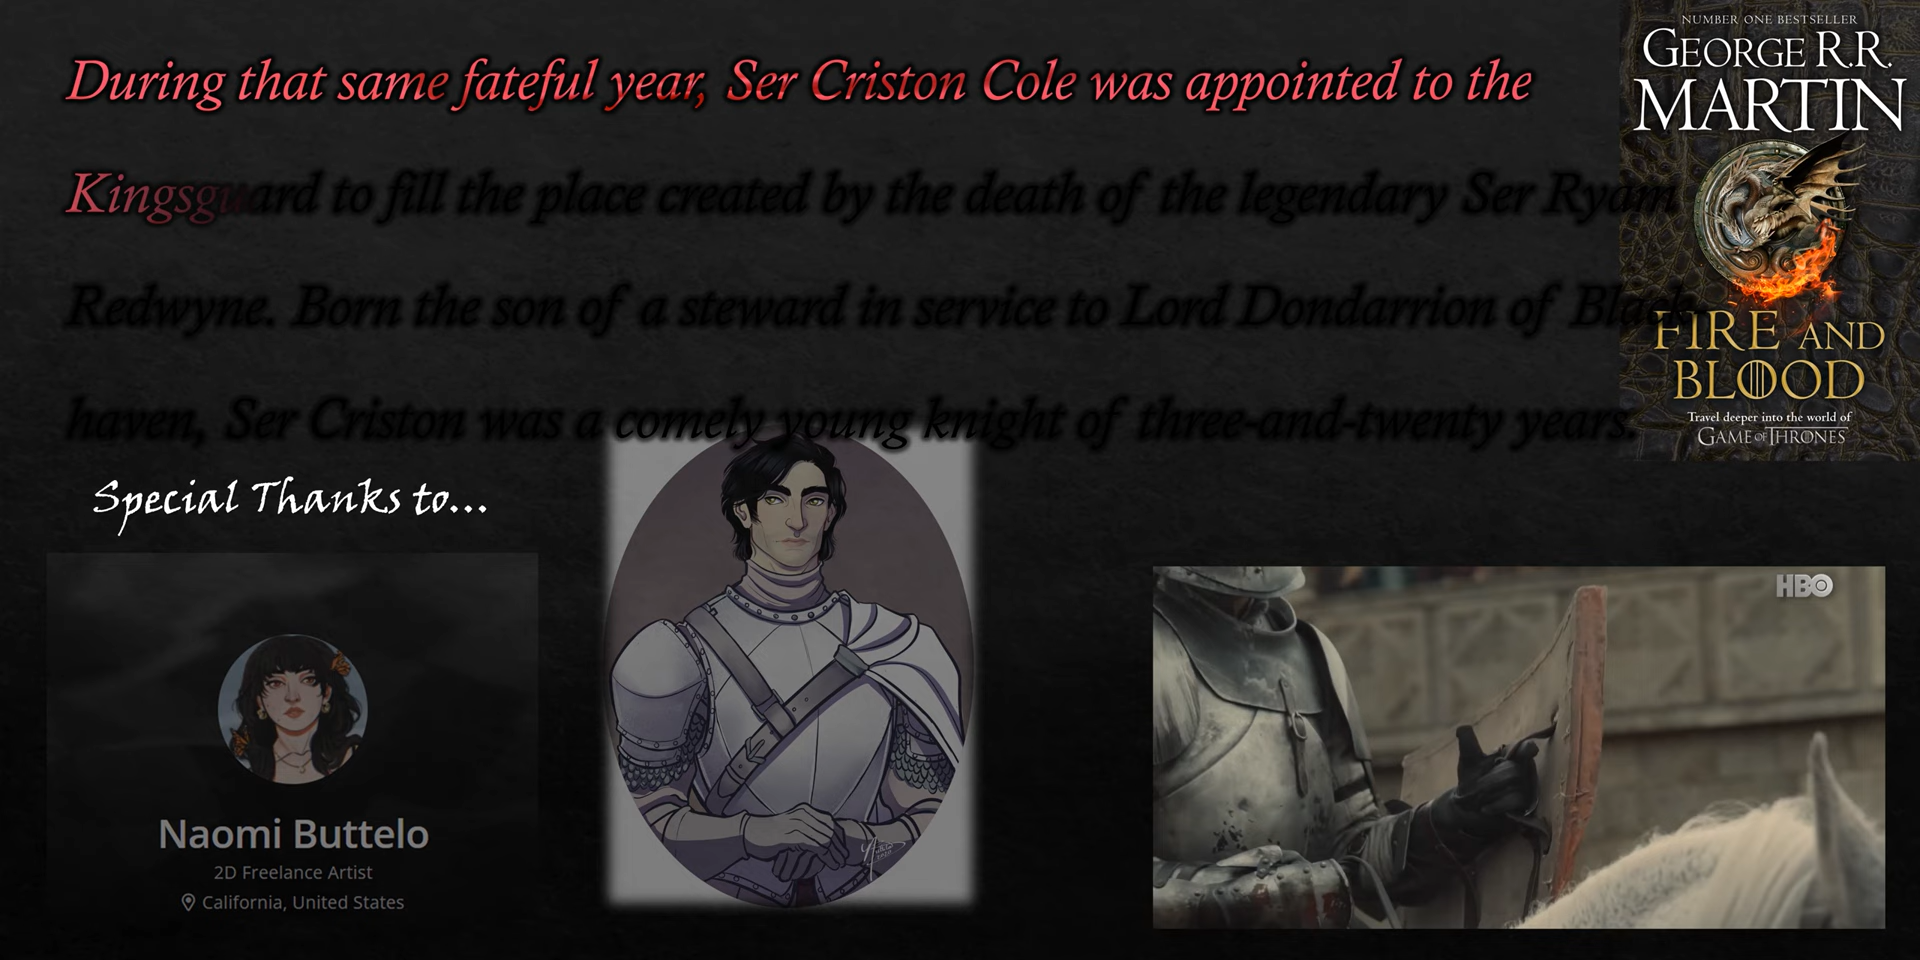 During that same fateful year, Ser Criston Cole was appointed to the
Kingsguard to fill the place created by the death of the legendary Ser Ryam
Redwyne. Born the son of a steward in service to Lord Dondarrion of Black-
haven, Ser Criston was a comely young knight of three-and-twenty years.
NUMBER ONE BESTSELLER
GEORGE R.R.
MARTIN
FIRE AND
BLOOD
Travel deeper into the world of
GAME OF THRONES
Special Thanks to...
Naomi Buttelo
2D Freelance Artist
California, United States
HBO